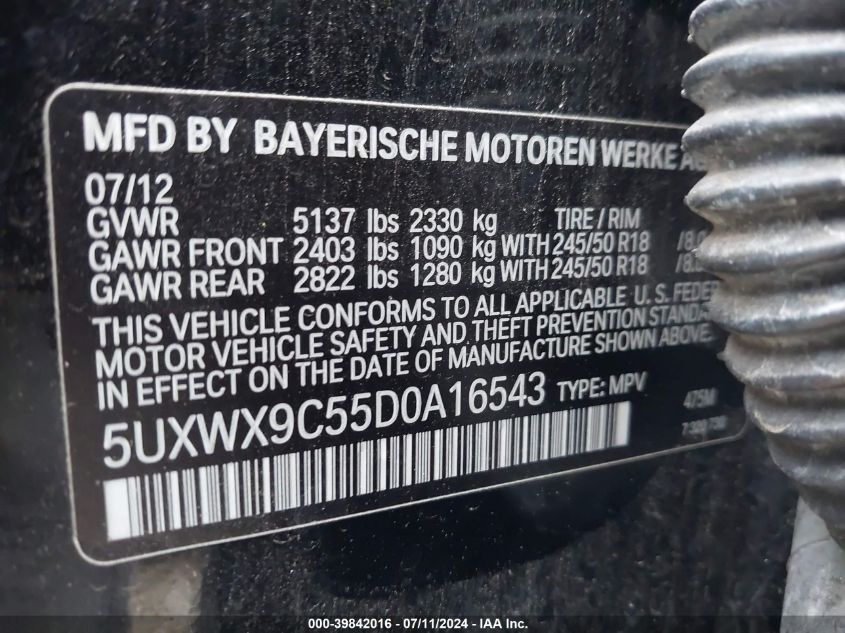 MFD BY BAYERISCHE MOTOREN WERKE
07/12
GVWR 5137 lbs 2330 kg TIRE / RIM
GAWR FRONT 2403 lbs 1090 kg WITH 245/50 R18
GAWR REAR 2822 lbs 1280 kg WITH 245/50 R18
THIS VEHICLE CONFORMS TO ALL APPLICABLE U. S.
MOTOR VEHICLE SAFETY AND THEFT PREVENTION
IN EFFECT ON THE DATE OF MANUFACTURE SHOWN ABOVE.
5UXWX9C55D0A16543 TYPE: MPV 475M
000-39842016 - 07/11/2024 - IAA Inc.